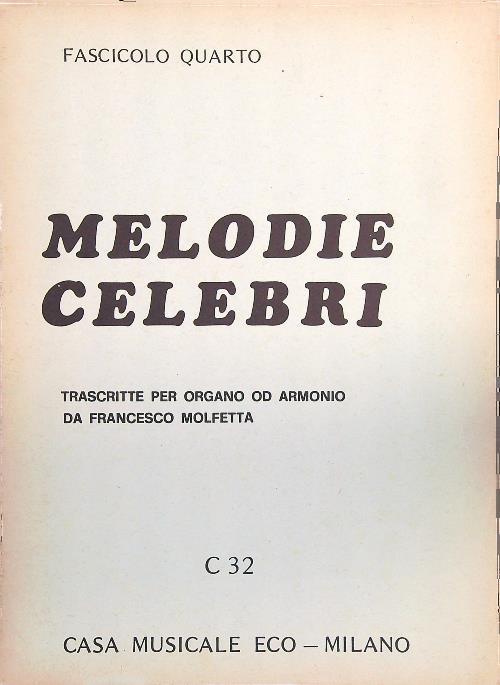 FASCICOLO QUARTO
MELODIE
CELEBRI
TRASCRITTE PER ORGANO OD ARMONIO
DA FRANCESCO MOLFETTA
C 32
CASA MUSICALE ECO – MILANO